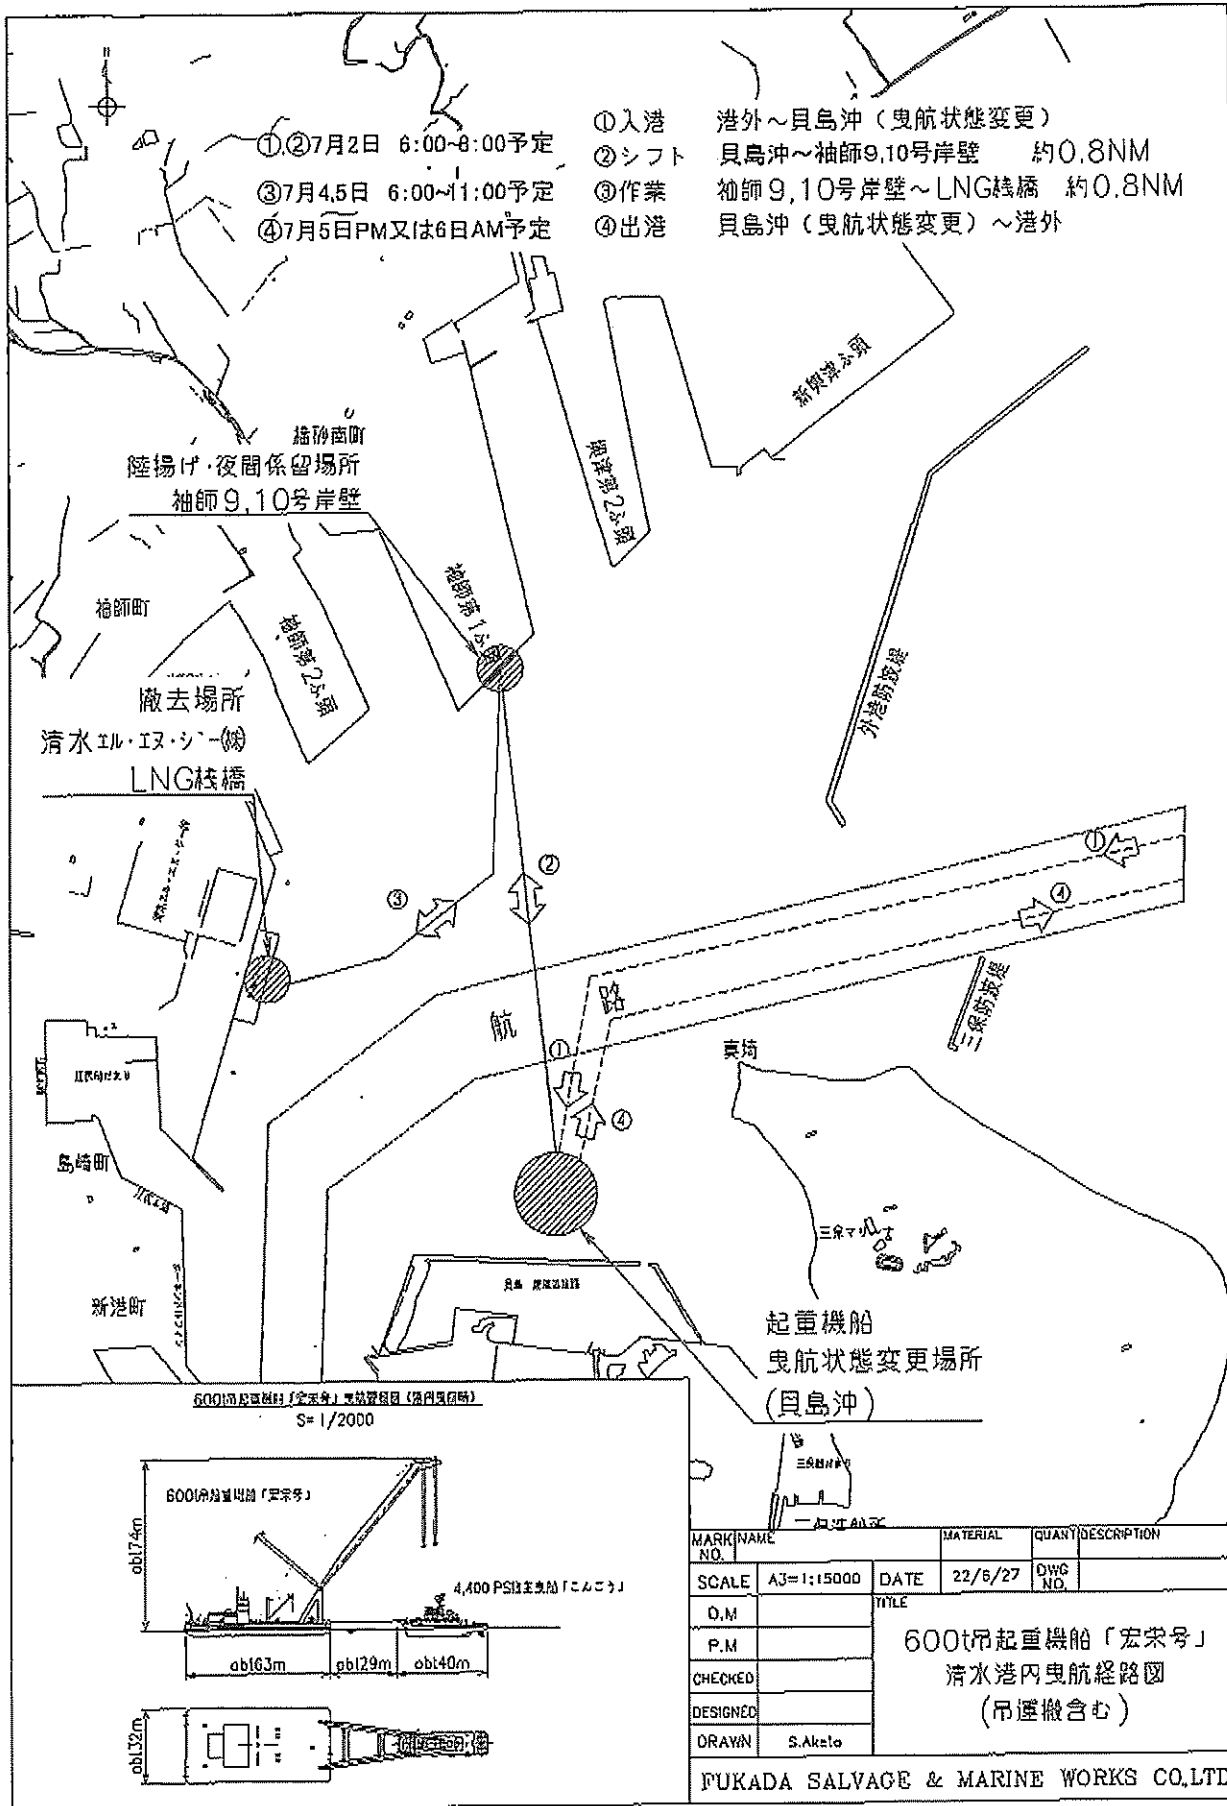 ①,②7月2日 6:00~8:00予定
③7月4,5日 6:00~11:00予定
④7月5日PM又は6日AM予定
①入港 港外~貝島沖(曳航状態変更)
②シフト 貝島沖~袖師9,10号岸壁 約0.8NM
③作業 袖師9,10号岸壁~LNG桟橋 約0.8NM
④出港 貝島沖(曳航状態変更)~港外
新興津ふ頭
興津第2ふ頭
陸揚げ・夜間係留場所
袖師9,10号岸壁
袖師町
袖師第1ふ頭
袖師第2ふ頭
外港防波堤
撤去場所
清水エル・エヌ・ジー㈱
LNG桟橋
①
②
③
④
航路
三保防波堤
真埼
①
④
島崎町
新港町
起重機船
曳航状態変更場所
(貝島沖)
S=1/2000
600t吊起重機船「宏栄号」
abt74m
4,400 PS型主曳船「こんごう」
abt63m
abt29m
abt40m
abt32m
MARK NO.
NAME
MATERIAL
QUANT
DESCRIPTION
SCALE
A3=1:15000
DATE
22/6/27
DWG NO.
O.M
P.M
CHECKED
DESIGNED
DRAWN
TITLE
600t吊起重機船「宏栄号」
清水港内曳航経路図
(吊運搬含む)
FUKADA SALVAGE & MARINE WORKS CO.,LTD